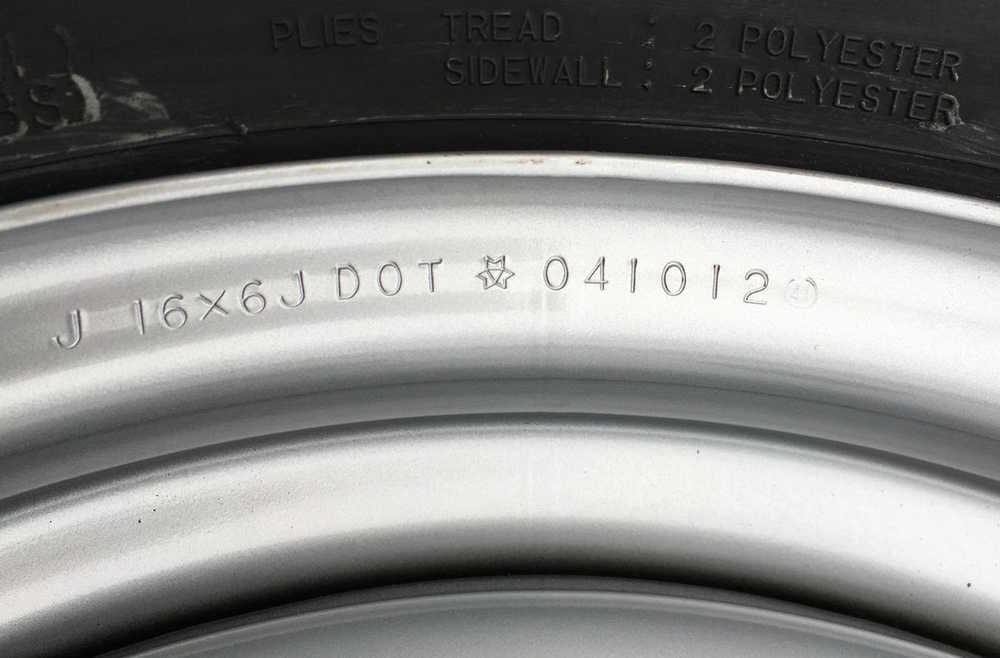 PLIES TREAD : 2 POLYESTER
SIDEWALL : 2 POLYESTER
J 16×6J DOT 041012